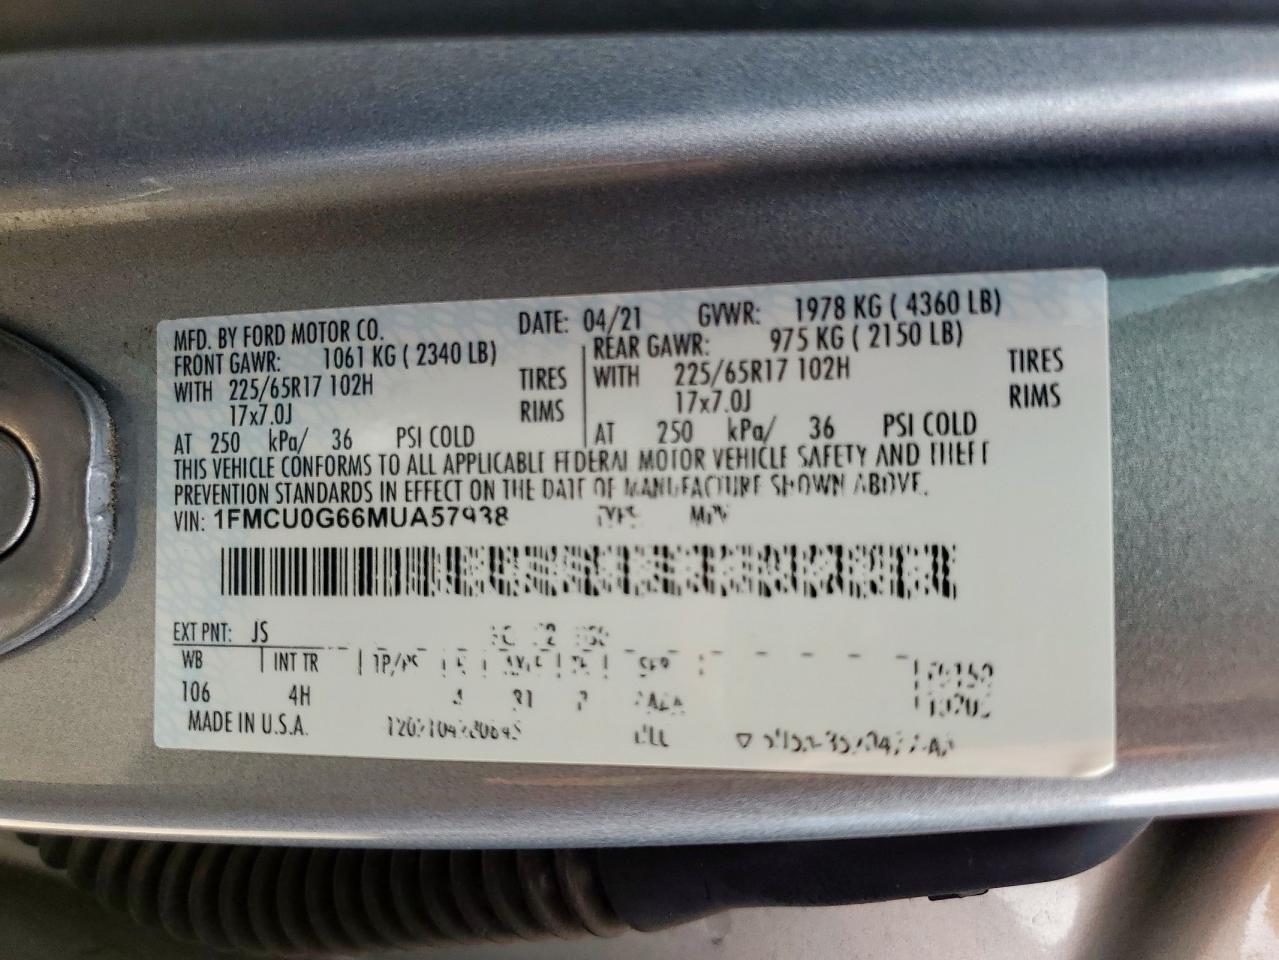 MFD. BY FORD MOTOR CO. DATE: 04/21 GVWR: 1978 KG ( 4360 LB)
FRONT GAWR: 1061 KG ( 2340 LB) REAR GAWR: 975 KG ( 2150 LB)
WITH 225/65R17 102H TIRES WITH 225/65R17 102H TIRES
17x7.0J RIMS 17x7.0J RIMS
AT 250 kPa/ 36 PSI COLD AT 250 kPa/ 36 PSI COLD
THIS VEHICLE CONFORMS TO ALL APPLICABLE FEDERAL MOTOR VEHICLE SAFETY AND THEFT
PREVENTION STANDARDS IN EFFECT ON THE DATE OF MANUFACTURE SHOWN ABOVE.
VIN: 1FMCU0G66MUA57938 TYPE: MPV
EXT PNT: JS
WB INT TR
106 4H
MADE IN U.S.A.